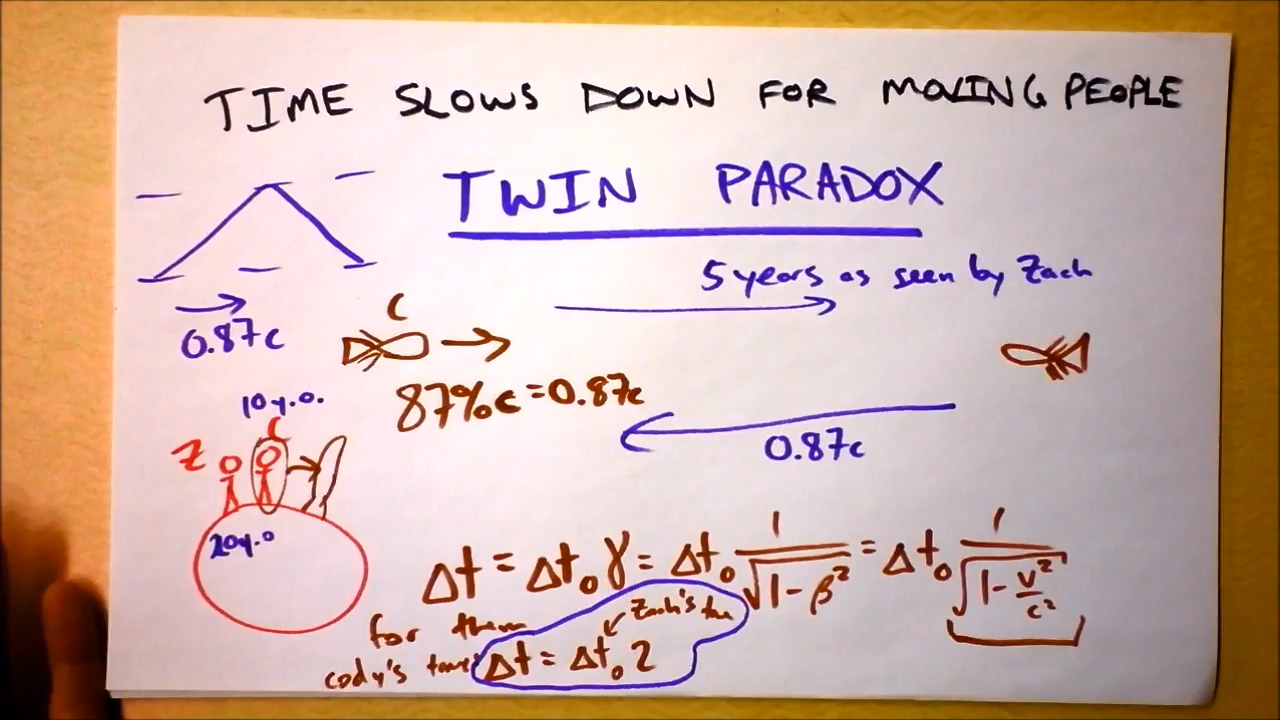 TIME SLOWS DOWN FOR MOVING PEOPLE
TWIN PARADOX
5 years as seen by Zach
0.87c
C
87%c=0.87c
10 y.o.
0.87c
Z C
20 y.o
Δt = Δt₀γ = Δt₀ 1/√(1-β²) = Δt₀ 1/√(1-v²/c²)
for them
Zach's
cody's time
Δt = Δt₀ 2